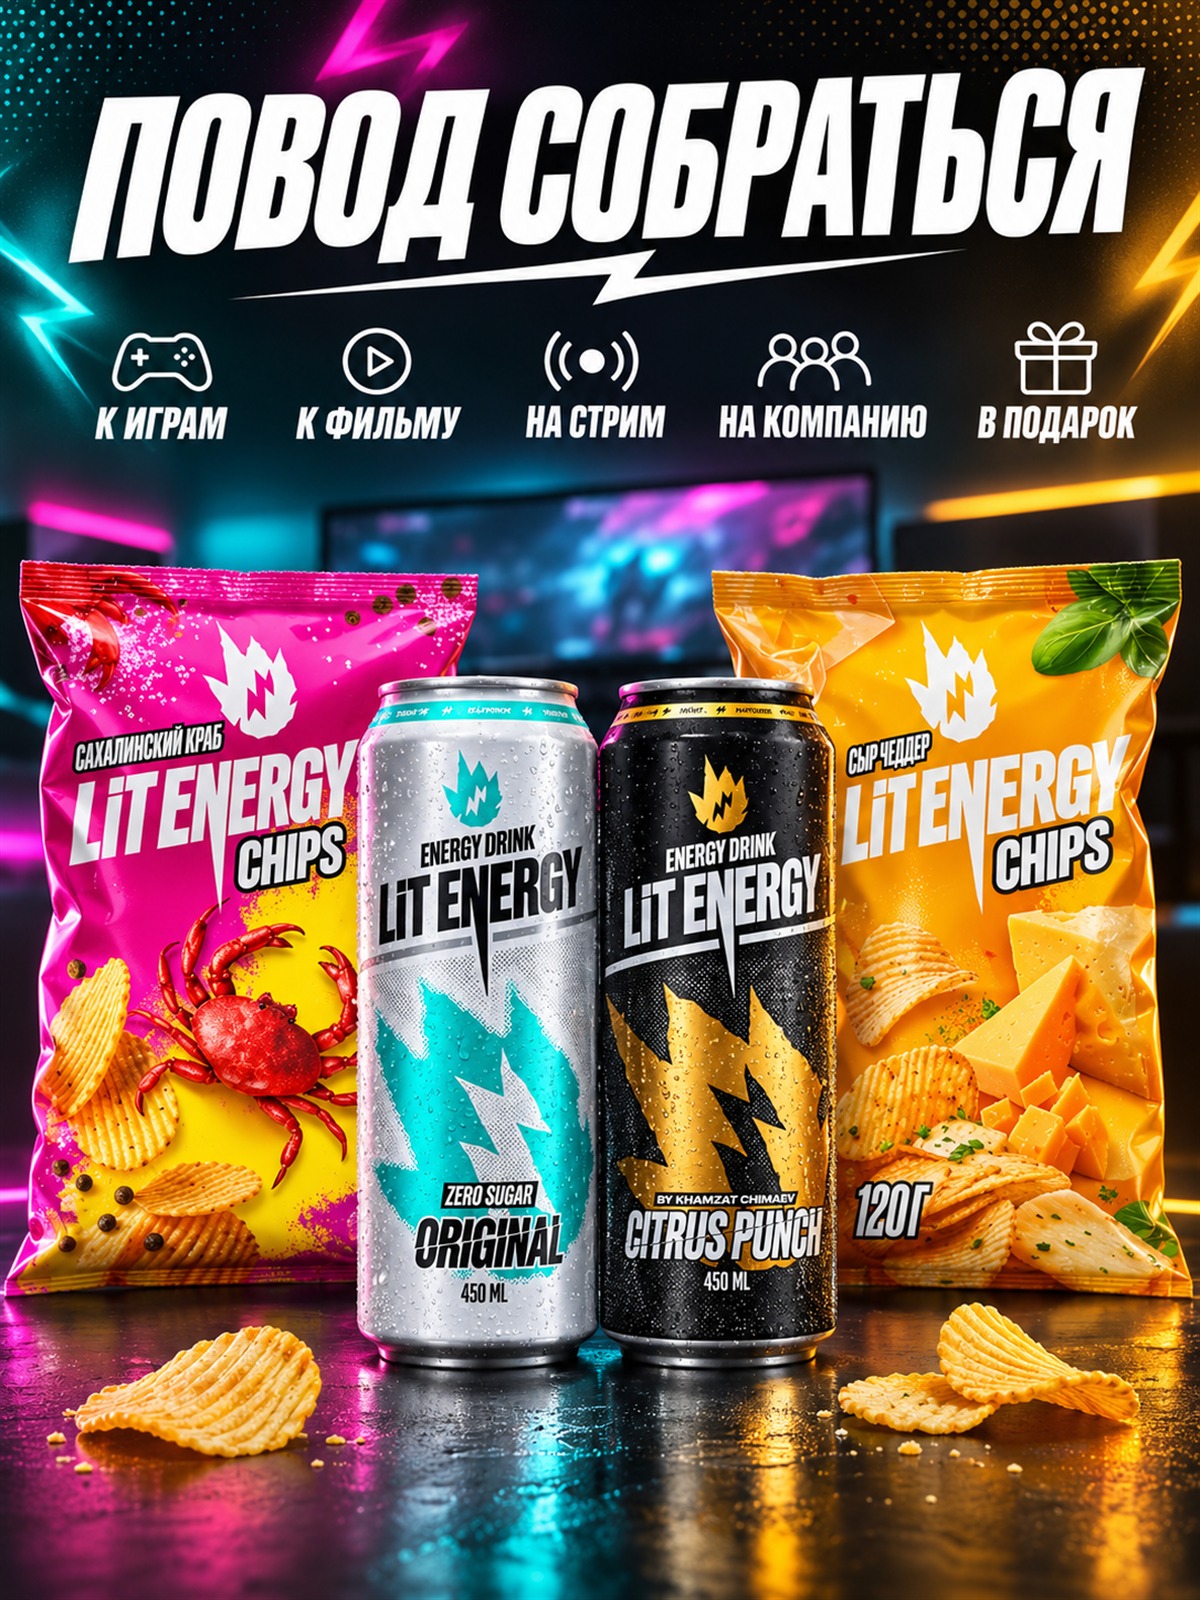 ПОВОД СОБРАТЬСЯ
К ИГРАМ
К ФИЛЬМУ
НА СТРИМ
НА КОМПАНИЮ
В ПОДАРОК
САХАЛИНСКИЙ КРАБ
LiT ENERGY
CHIPS
ENERGY DRINK
LiT ENERGY
ZERO SUGAR
ORIGINAL
450 ML
ENERGY DRINK
LiT ENERGY
BY KHAMZAT CHIMAEV
CITRUS PUNCH
450 ML
СЫР ЧЕДДЕР
LiT ENERGY
CHIPS
120Г